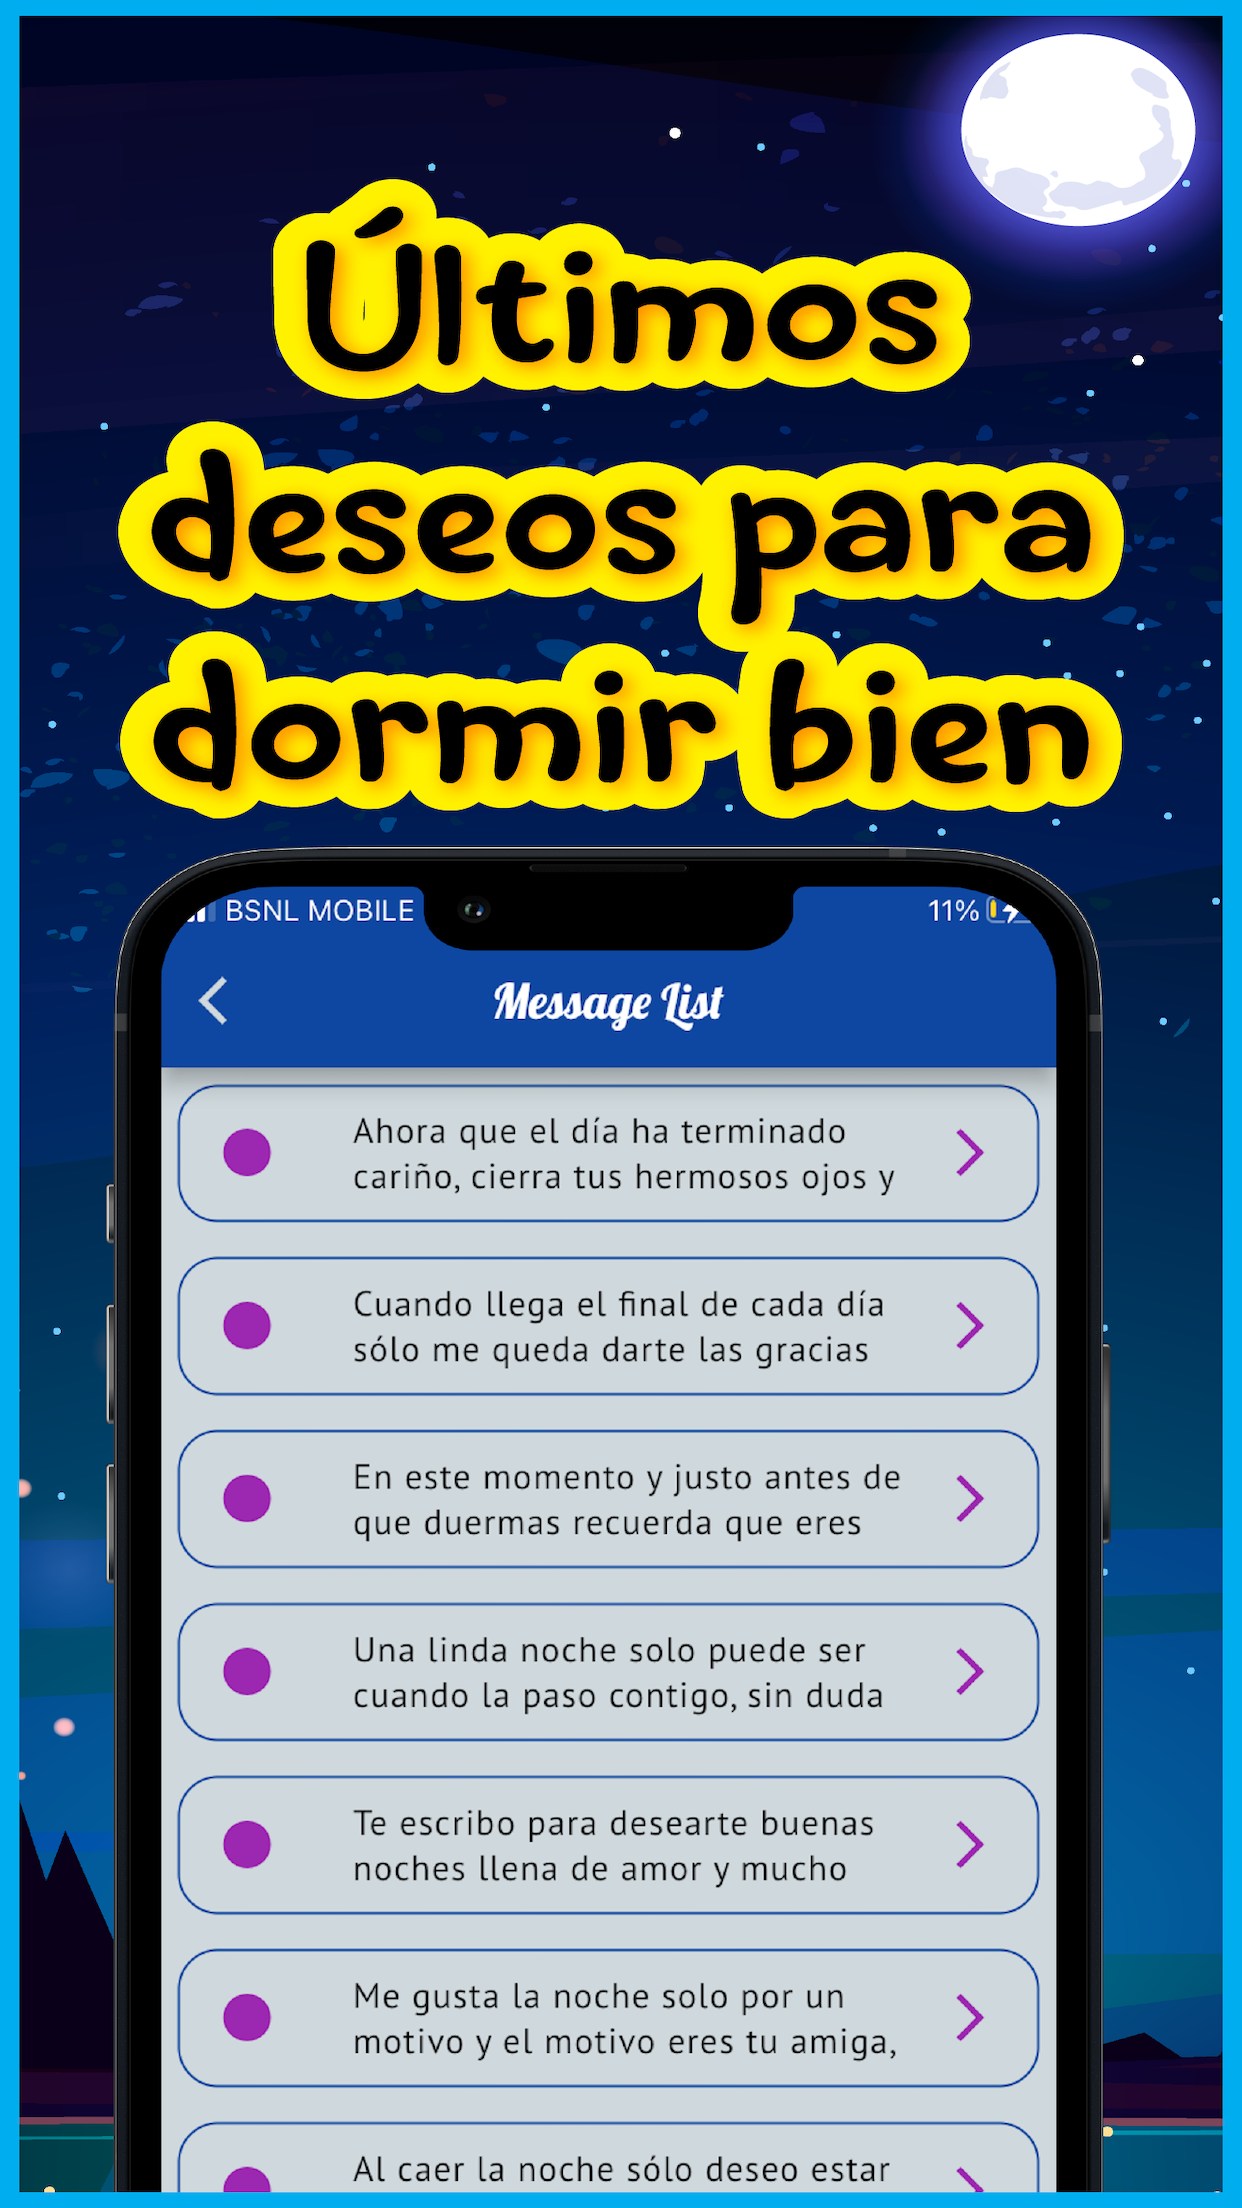 Últimos
deseos para
dormir bien
BSNL MOBILE 11%
Message List
Ahora que el día ha terminado
cariño, cierra tus hermosos ojos y
Cuando llega el final de cada día
sólo me queda darte las gracias
En este momento y justo antes de
que duermas recuerda que eres
Una linda noche solo puede ser
cuando la paso contigo, sin duda
Te escribo para desearte buenas
noches llena de amor y mucho
Me gusta la noche solo por un
motivo y el motivo eres tu amiga,
Al caer la noche sólo deseo estar